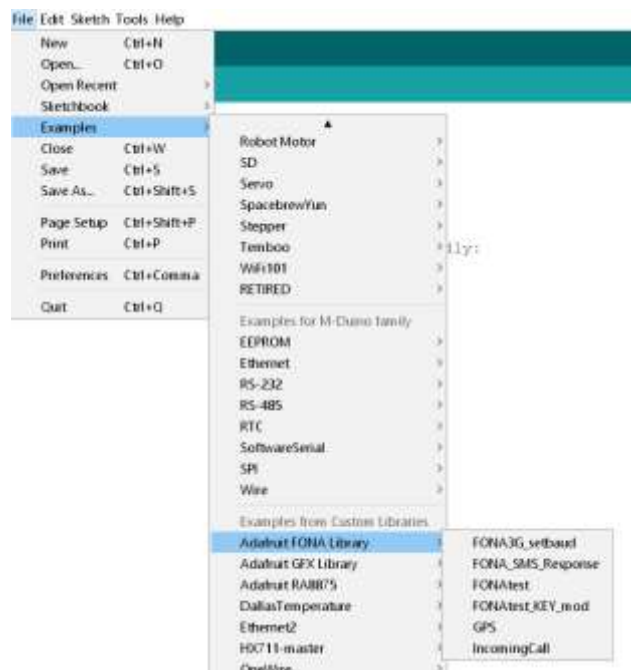 File Edit Sketch Tools Help
New Ctrl+N
Open... Ctrl+O
Open Recent
Sketchbook
Examples
Close Ctrl+W
Save Ctrl+S
Save As... Ctrl+Shift+S
Page Setup Ctrl+Shift+P
Print Ctrl+P
Preferences Ctrl+Comma
Quit Ctrl+Q
Robot Motor
SD
Servo
SpacebrewYun
Stepper
Temboo
WiFi101
RETIRED
Examples for M-Duino family
EEPROM
Ethernet
RS-232
RS-485
RTC
SoftwareSerial
SPI
Wire
Examples from Custom Libraries
Adafruit FONA Library
Adafruit GFX Library
Adafruit RA8875
DallasTemperature
Ethernet2
HX711-master
OneWire
FONA3G_setbaud
FONA_SMS_Response
FONAtest
FONAtest_KEY_mod
GPS
IncomingCall
ily: